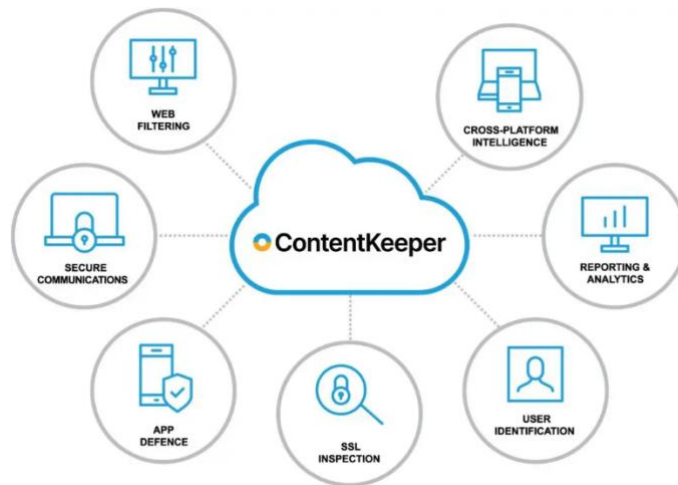 WEB
FILTERING
CROSS-PLATFORM
INTELLIGENCE
SECURE
COMMUNICATIONS
ContentKeeper
REPORTING &
ANALYTICS
APP
DEFENCE
SSL
INSPECTION
USER
IDENTIFICATION